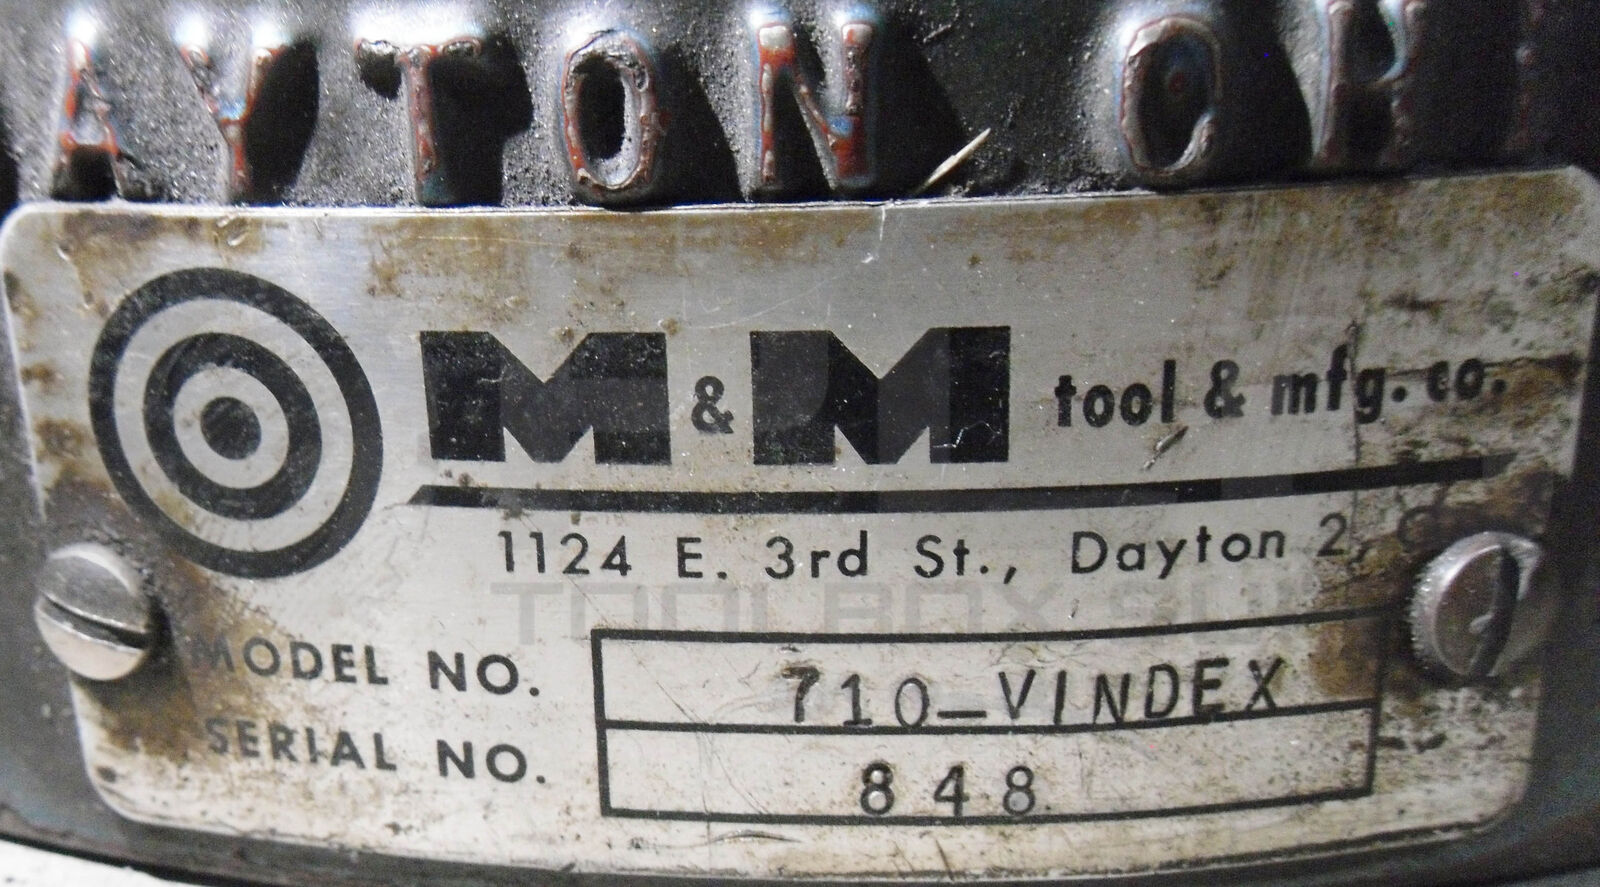 AYTON, OH
M & M tool & mfg. co.
1124 E. 3rd St., Dayton 2,
MODEL NO. 710-VINDEX
SERIAL NO. 848